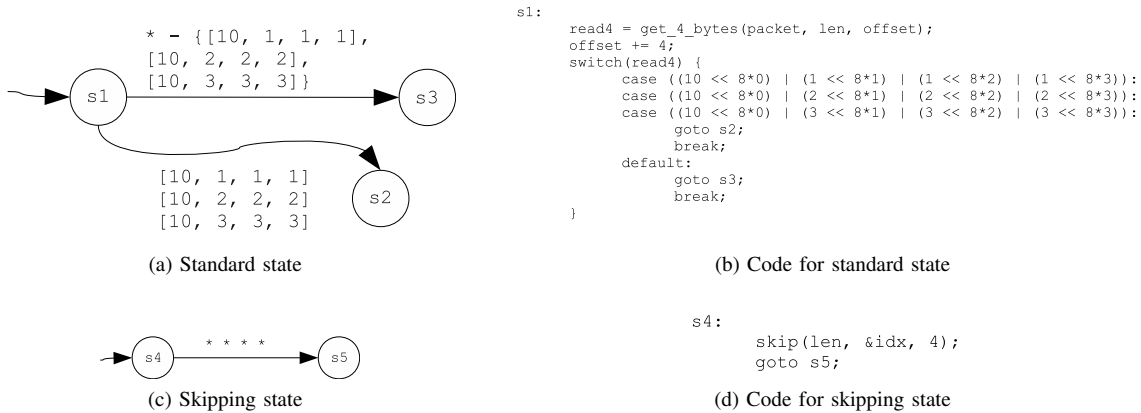 * - {[10, 1, 1, 1],
[10, 2, 2, 2],
[10, 3, 3, 3]}
s1
s3
[10, 1, 1, 1]
[10, 2, 2, 2]
[10, 3, 3, 3]
s2
(a) Standard state
s1:
read4 = get_4_bytes(packet, len, offset);
offset += 4;
switch(read4) {
case ((10 << 8*0) | (1 << 8*1) | (1 << 8*2) | (1 << 8*3)):
case ((10 << 8*0) | (2 << 8*1) | (2 << 8*2) | (2 << 8*3)):
case ((10 << 8*0) | (3 << 8*1) | (3 << 8*2) | (3 << 8*3)):
goto s2;
break;
default:
goto s3;
break;
}
(b) Code for standard state
* * * *
s4
s5
(c) Skipping state
s4:
skip(len, &idx, 4);
goto s5;
(d) Code for skipping state